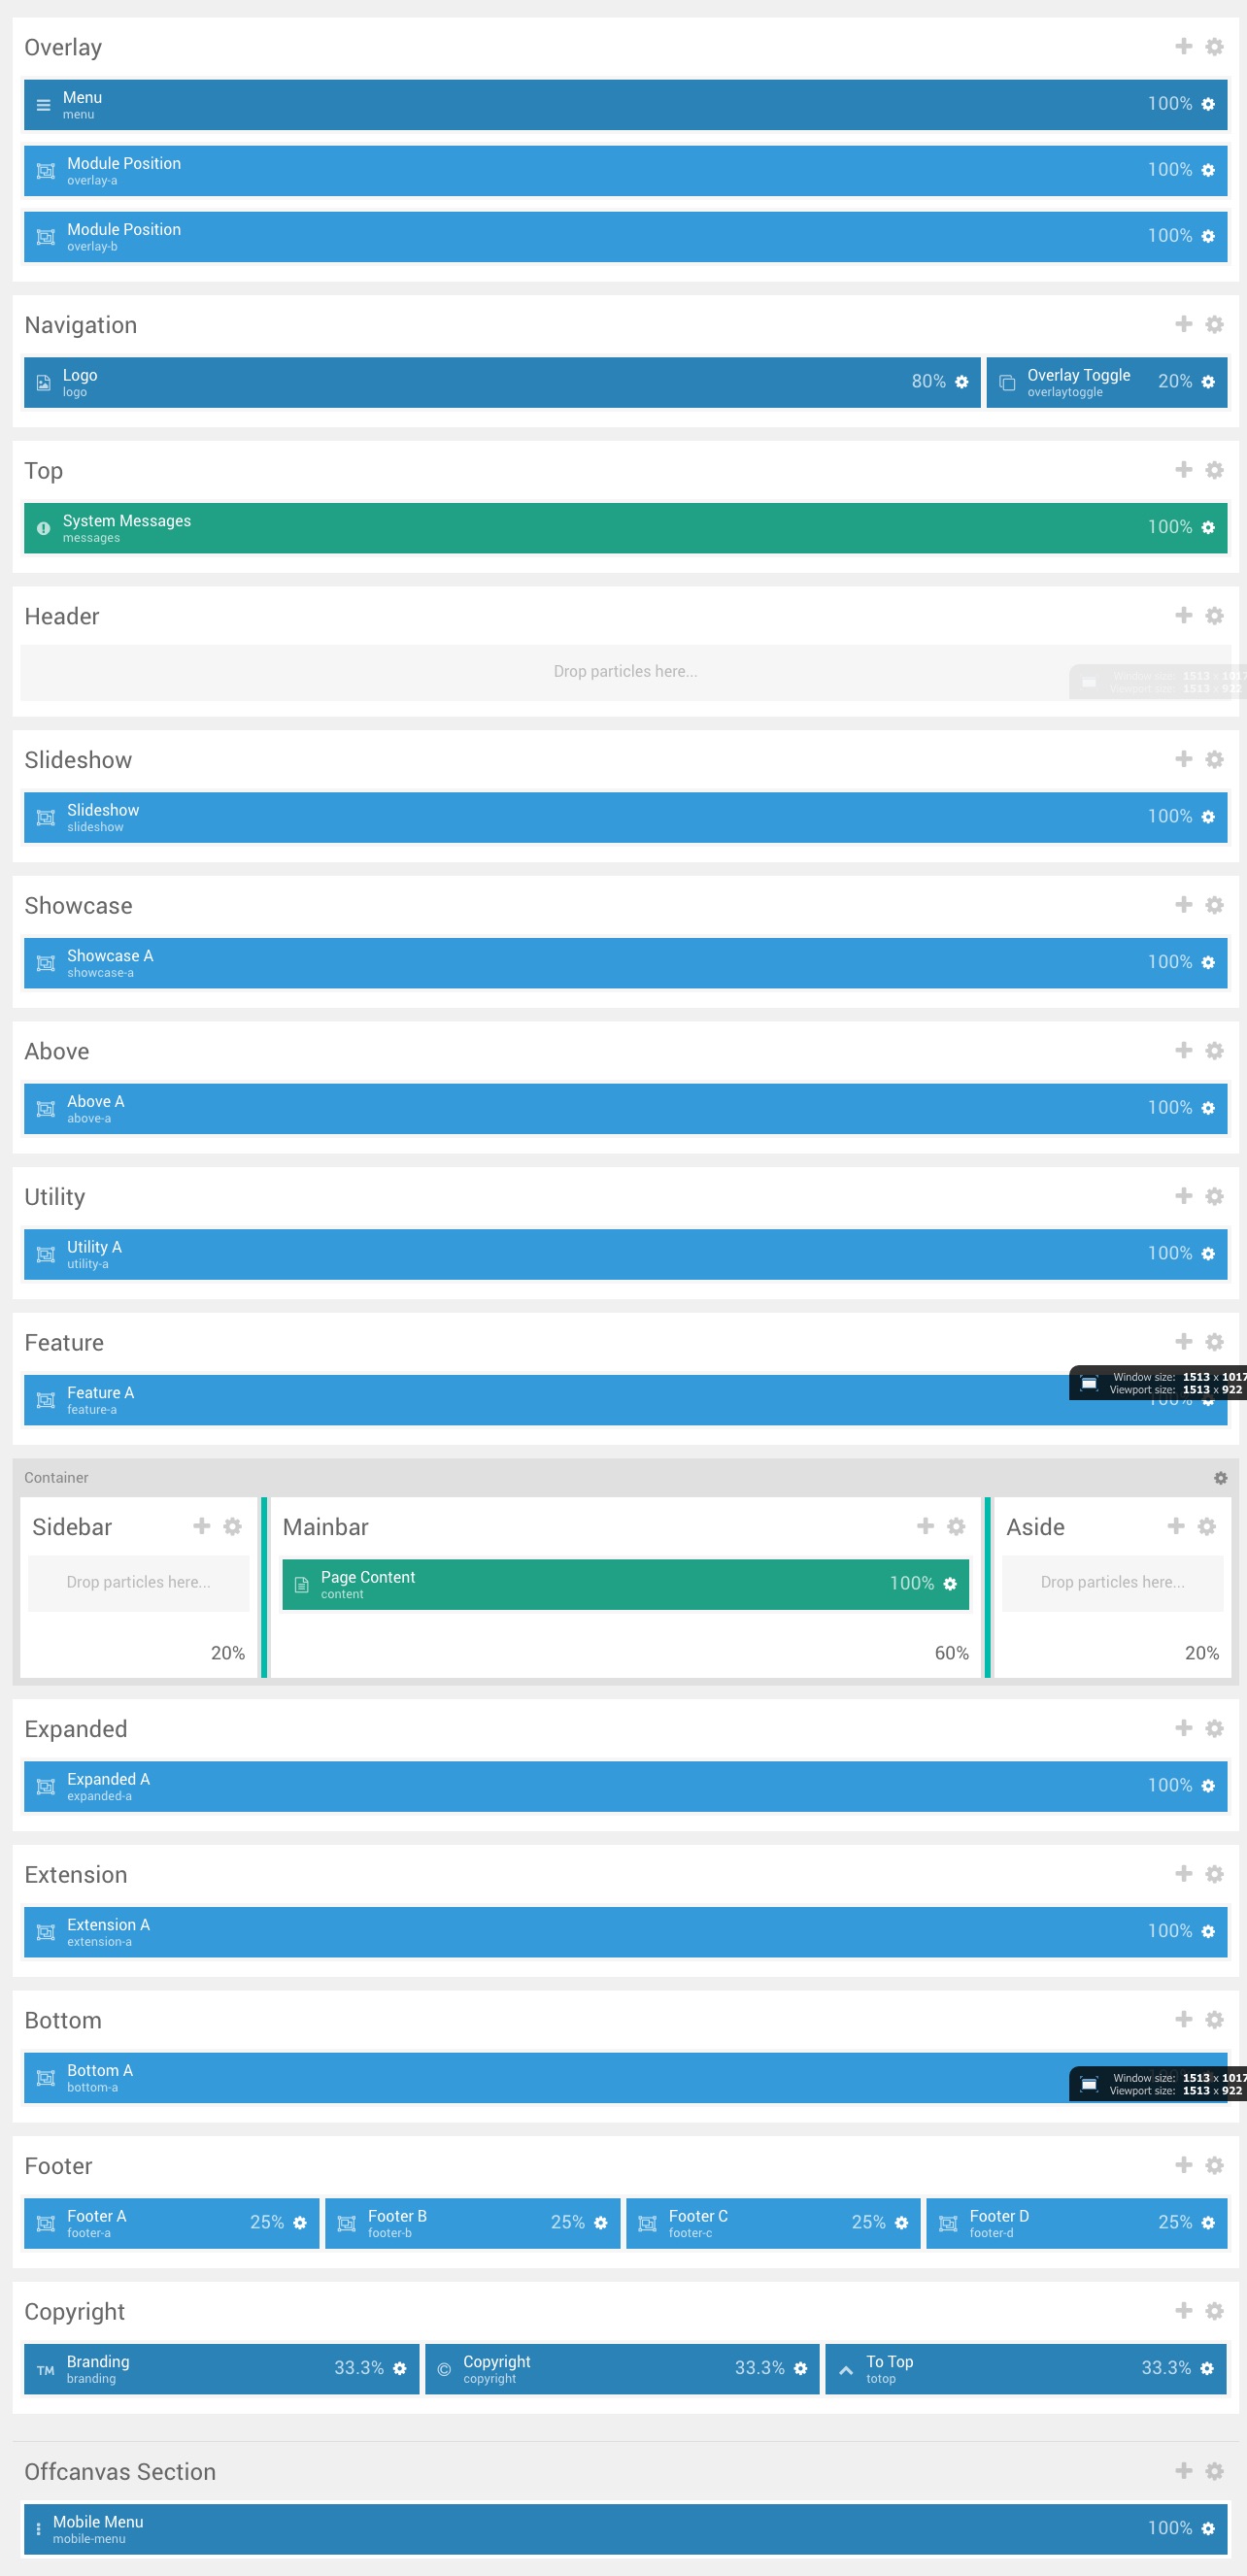 Overlay
Menu
menu
100%
Module Position
overlay-a
100%
Module Position
overlay-b
100%
Navigation
Logo
logo
80%
Overlay Toggle
overlaytoggle
20%
Top
System Messages
messages
100%
Header
Drop particles here...
Window size: 1513 x 1017
Viewport size: 1513 x 922
Slideshow
Slideshow
slideshow
100%
Showcase
Showcase A
showcase-a
100%
Above
Above A
above-a
100%
Utility
Utility A
utility-a
100%
Feature
Feature A
feature-a
100%
Window size: 1513 x 1017
Viewport size: 1513 x 922
Container
Sidebar
Drop particles here...
20%
Mainbar
Page Content
content
100%
60%
Aside
Drop particles here...
20%
Expanded
Expanded A
expanded-a
100%
Extension
Extension A
extension-a
100%
Bottom
Bottom A
bottom-a
Window size: 1513 x 1017
Viewport size: 1513 x 922
Footer
Footer A
footer-a
25%
Footer B
footer-b
25%
Footer C
footer-c
25%
Footer D
footer-d
25%
Copyright
TM
Branding
branding
33.3%
©
Copyright
copyright
33.3%
To Top
totop
33.3%
Offcanvas Section
Mobile Menu
mobile-menu
100%